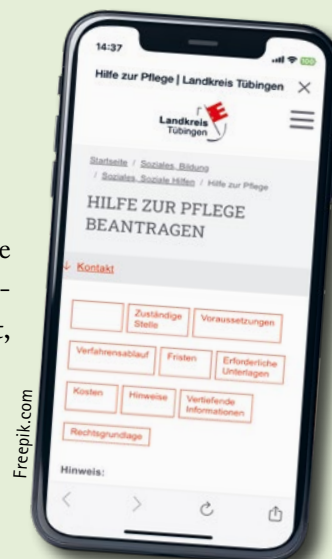 14:37
100
Hilfe zur Pflege | Landkreis Tübingen
Landkreis
Tübingen
Startseite / Soziales, Bildung
/ Soziales, Soziale Hilfen / Hilfe zur Pflege
HILFE ZUR PFLEGE
BEANTRAGEN
Kontakt
Zuständige
Stelle
Voraussetzungen
Verfahrensablauf
Fristen
Erforderliche
Unterlagen
Kosten
Hinweise
Vertiefende
Informationen
Rechtsgrundlage
Hinweis:
e
-
t,
Freepik.com